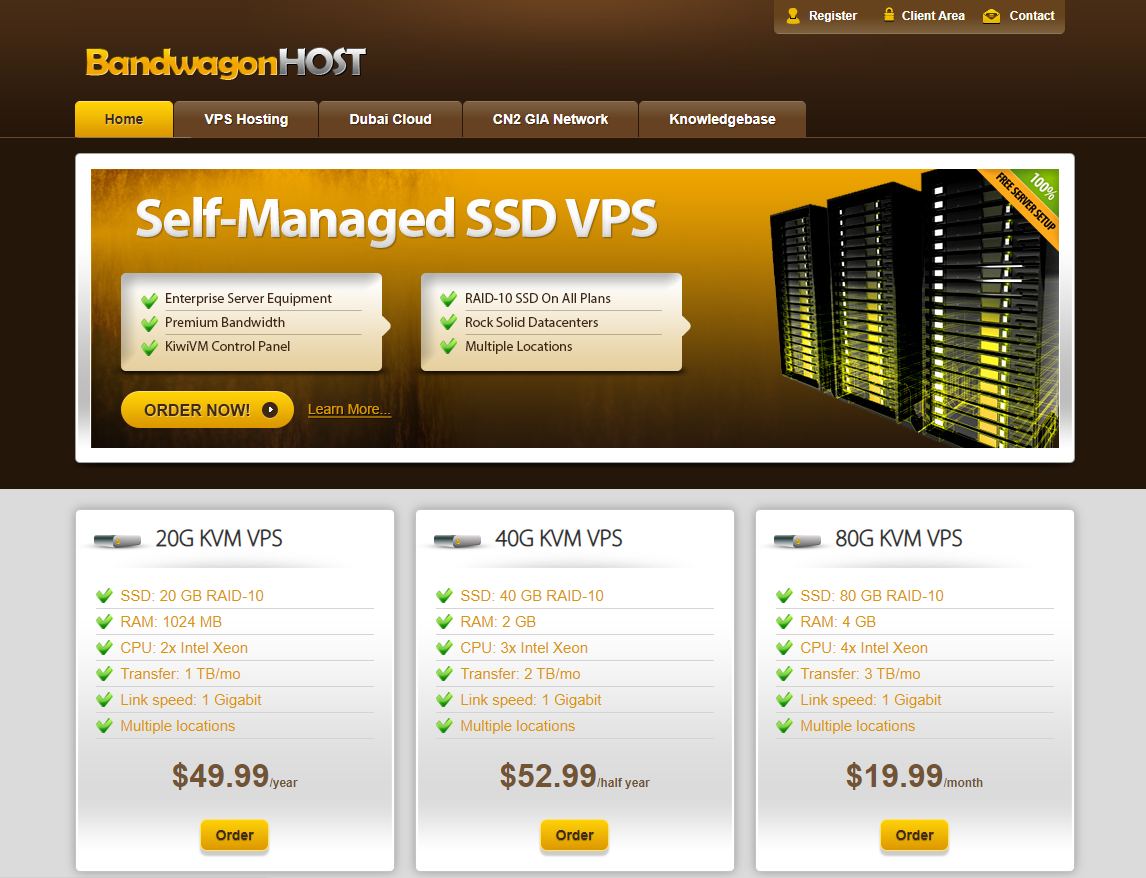 Register Client Area Contact
BandwagonHOST
Home VPS Hosting Dubai Cloud CN2 GIA Network Knowledgebase
Self-Managed SSD VPS
100%
FREE SERVER SETUP
Enterprise Server Equipment
Premium Bandwidth
KiwiVM Control Panel
RAID-10 SSD On All Plans
Rock Solid Datacenters
Multiple Locations
ORDER NOW! Learn More...
20G KVM VPS
SSD: 20 GB RAID-10
RAM: 1024 MB
CPU: 2x Intel Xeon
Transfer: 1 TB/mo
Link speed: 1 Gigabit
Multiple locations
$49.99/year
Order
40G KVM VPS
SSD: 40 GB RAID-10
RAM: 2 GB
CPU: 3x Intel Xeon
Transfer: 2 TB/mo
Link speed: 1 Gigabit
Multiple locations
$52.99/half year
Order
80G KVM VPS
SSD: 80 GB RAID-10
RAM: 4 GB
CPU: 4x Intel Xeon
Transfer: 3 TB/mo
Link speed: 1 Gigabit
Multiple locations
$19.99/month
Order